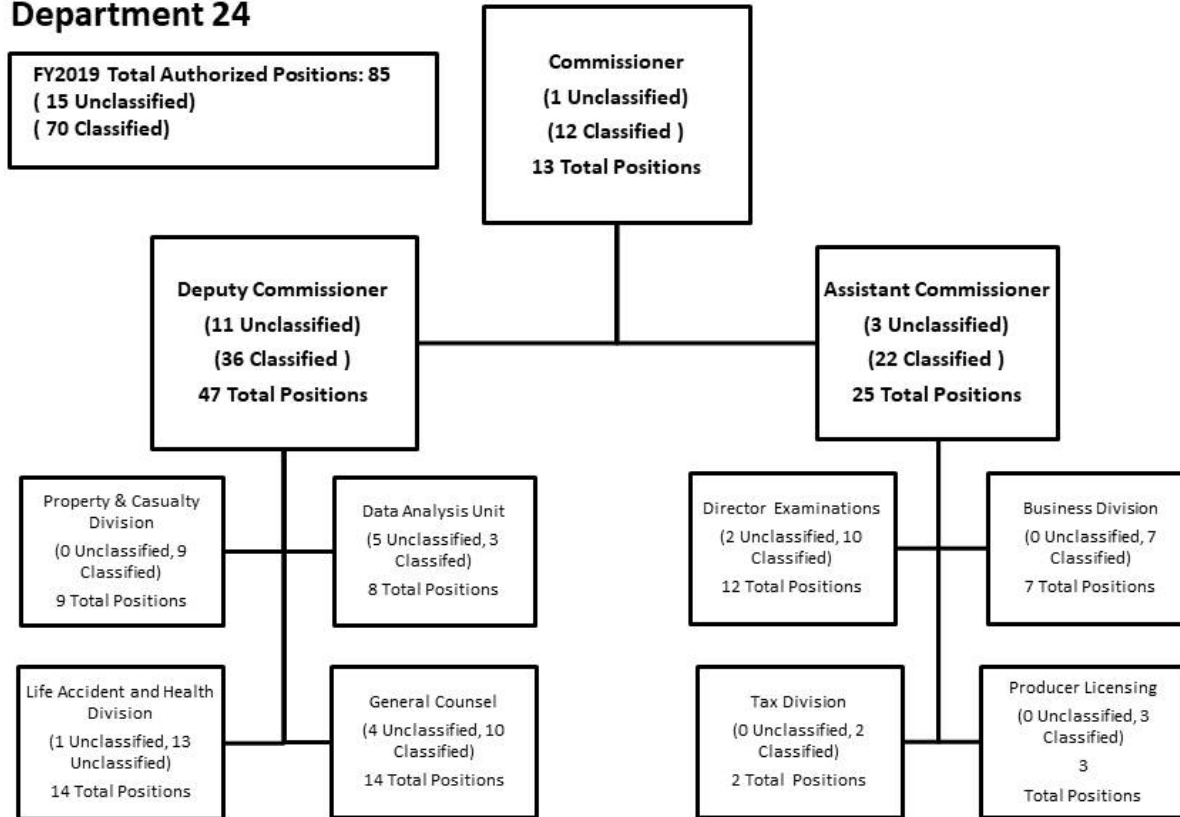 Department 24
FY2019 Total Authorized Positions: 85
( 15 Unclassified)
( 70 Classified)
Commissioner
(1 Unclassified)
(12 Classified )
13 Total Positions
Deputy Commissioner
(11 Unclassified)
(36 Classified )
47 Total Positions
Assistant Commissioner
(3 Unclassified)
(22 Classified )
25 Total Positions
Property & Casualty
Division
(0 Unclassified, 9
Classified)
9 Total Positions
Data Analysis Unit
(5 Unclassified, 3
Classifed)
8 Total Positions
Director Examinations
(2 Unclassified, 10
Classified)
12 Total Positions
Business Division
(0 Unclassified, 7
Classified)
7 Total Positions
Life Accident and Health
Division
(1 Unclassified, 13
Unclassified)
14 Total Positions
General Counsel
(4 Unclassified, 10
Classified)
14 Total Positions
Tax Division
(0 Unclassified, 2
Classified)
2 Total Positions
Producer Licensing
(0 Unclassified, 3
Classified)
3
Total Positions